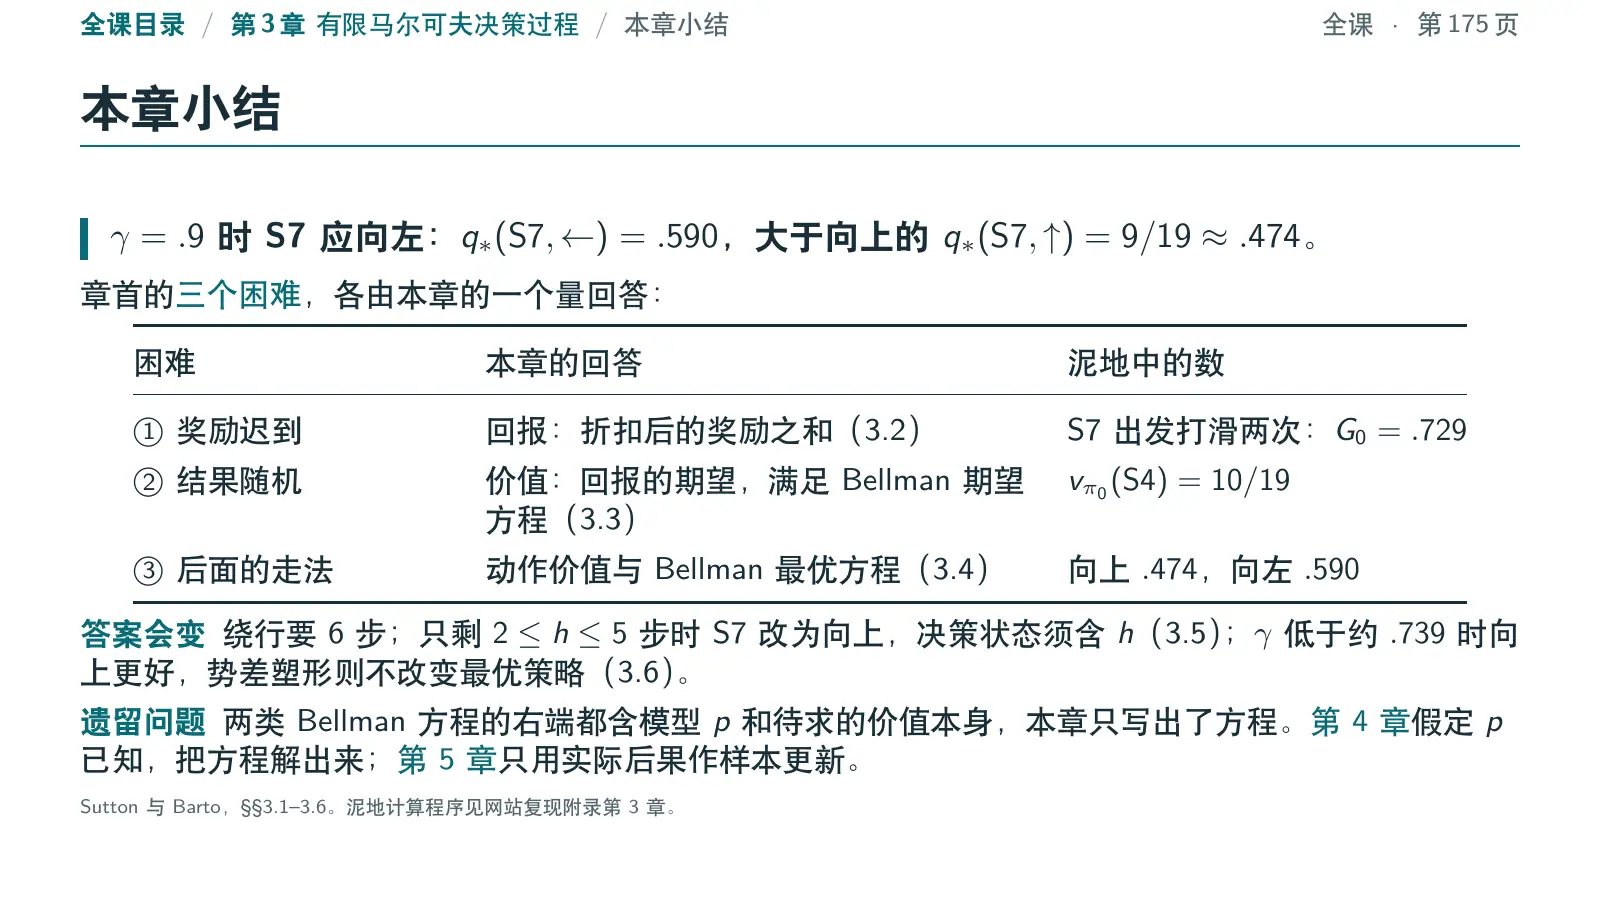 全课目录 / 第 3 章 有限马尔可夫决策过程 / 本章小结
全课 · 第 175 页
本章小结
γ = .9 时 S7 应向左：q∗(S7, ←) = .590，大于向上的 q∗(S7, ↑) = 9/19 ≈ .474。
章首的三个困难，各由本章的一个量回答：
困难 本章的回答 泥地中的数
① 奖励迟到 回报：折扣后的奖励之和（3.2） S7 出发打滑两次：G₀ = .729
② 结果随机 价值：回报的期望，满足 Bellman 期望 vπ₀(S4) = 10/19
方程（3.3）
③ 后面的走法 动作价值与 Bellman 最优方程（3.4） 向上 .474，向左 .590
答案会变 绕行要 6 步；只剩 2 ≤ h ≤ 5 步时 S7 改为向上，决策状态须含 h（3.5）；γ 低于约 .739 时向
上更好，势差塑形则不改变最优策略（3.6）。
遗留问题 两类 Bellman 方程的右端都含模型 p 和待求的价值本身，本章只写出了方程。第 4 章假定 p
已知，把方程解出来；第 5 章只用实际后果作样本更新。
Sutton 与 Barto，§§3.1–3.6。泥地计算程序见网站复现附录第 3 章。